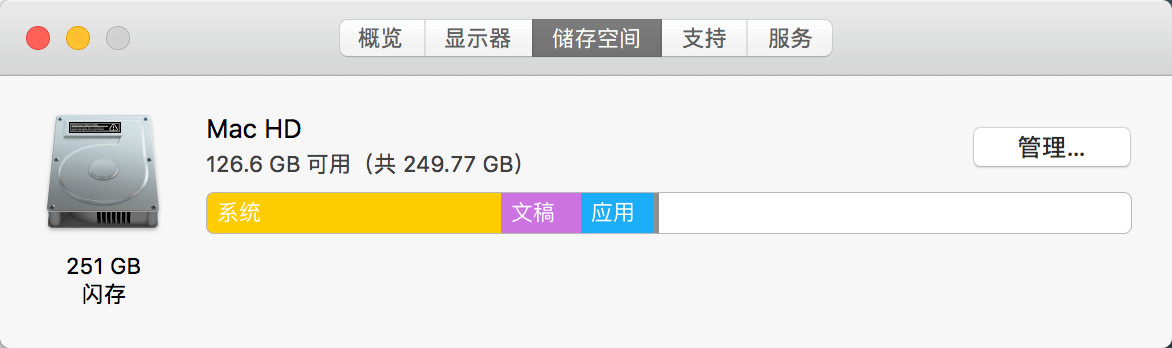 概览 显示器 储存空间 支持 服务
Mac HD
126.6 GB 可用（共 249.77 GB）
管理...
系统 文稿 应用
251 GB
闪存